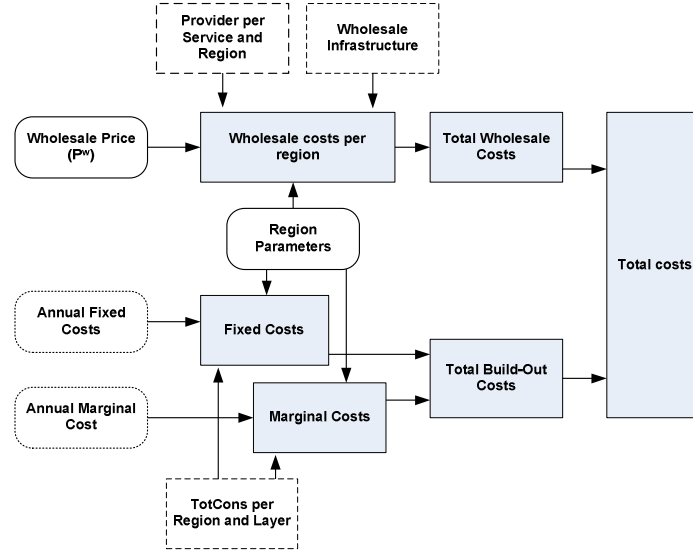 Provider per
Service and
Region
Wholesale
Infrastructure
Wholesale Price
(Pʷ)
Wholesale costs per
region
Total Wholesale
Costs
Region
Parameters
Total costs
Annual Fixed
Costs
Fixed Costs
Total Build-Out
Costs
Annual Marginal
Cost
Marginal Costs
TotCons per
Region and Layer